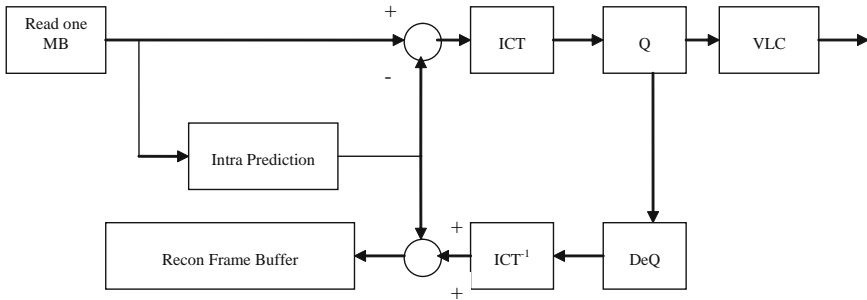 Read one
MB
+
-
ICT
Q
VLC
Intra Prediction
Recon Frame Buffer
+
+
ICT-1
DeQ